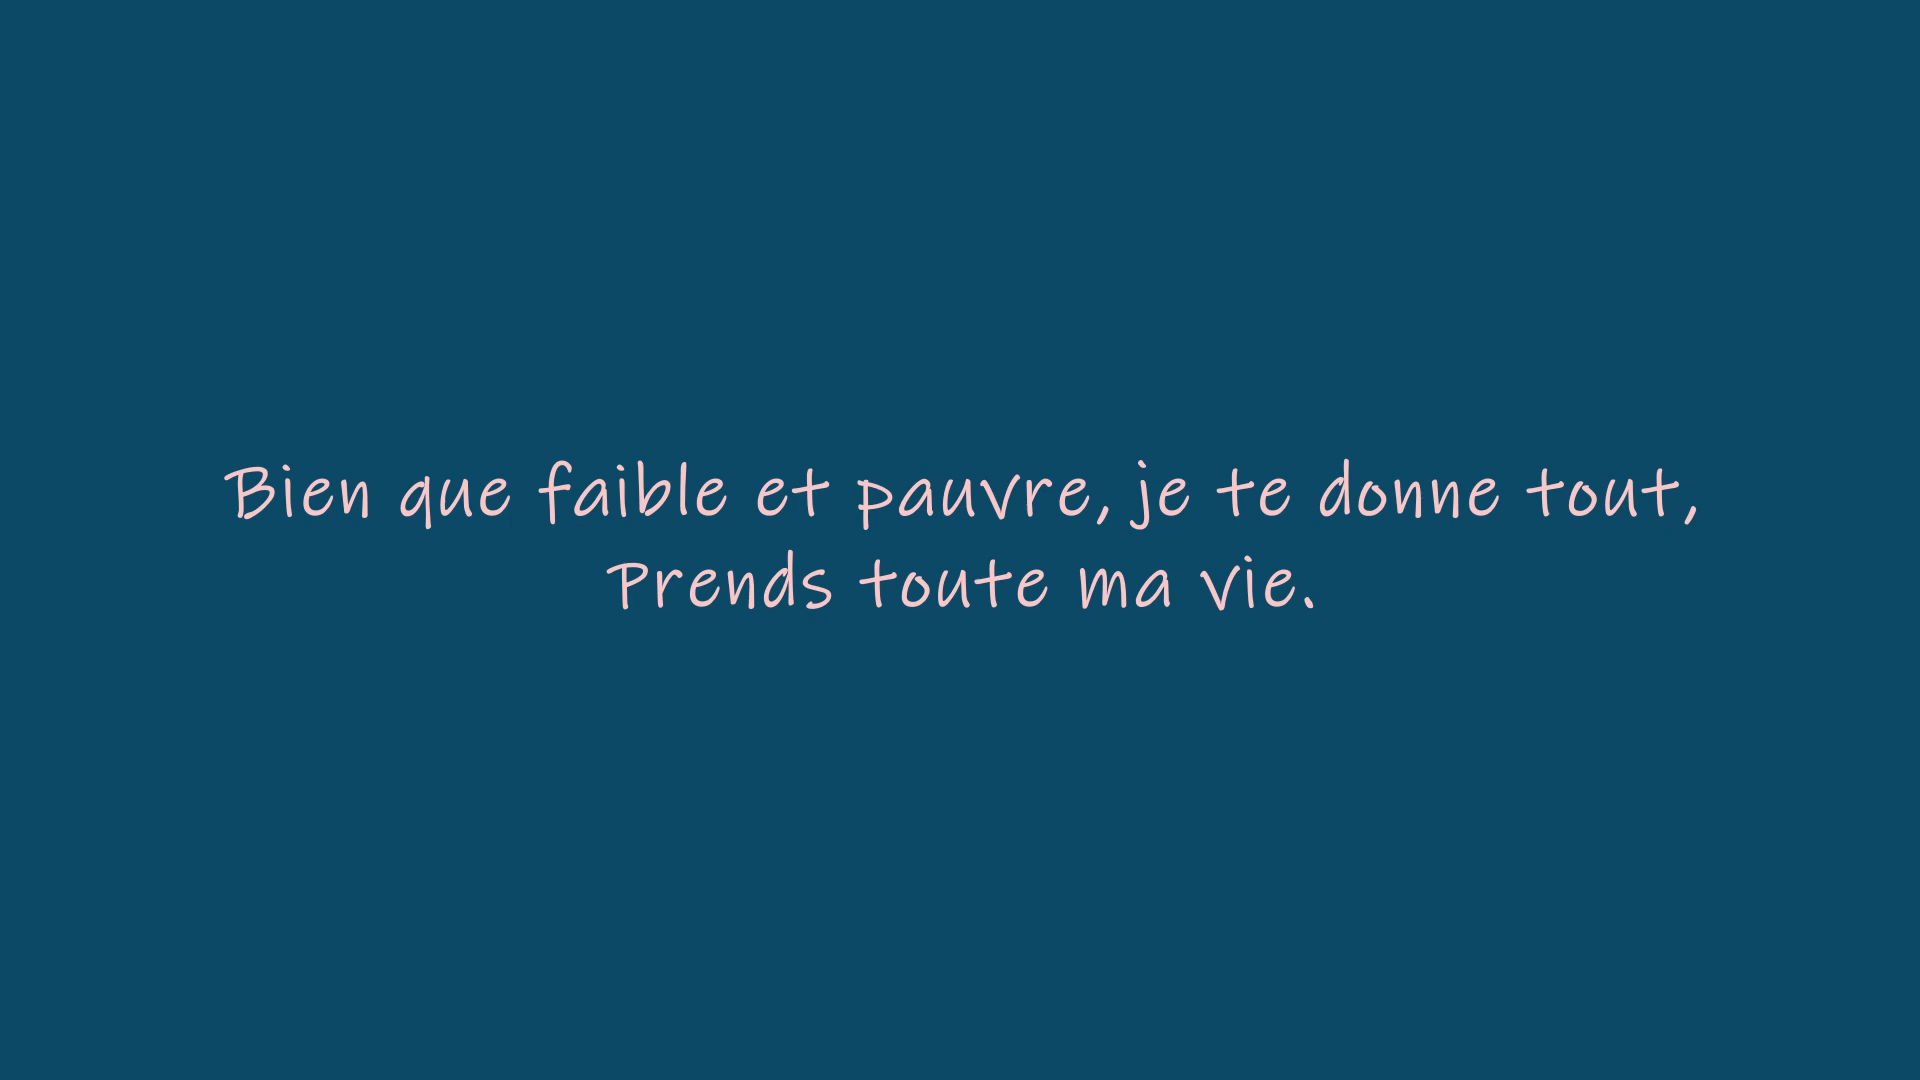 Bien que faible et pauvre, je te donne tout,
Prends toute ma vie.